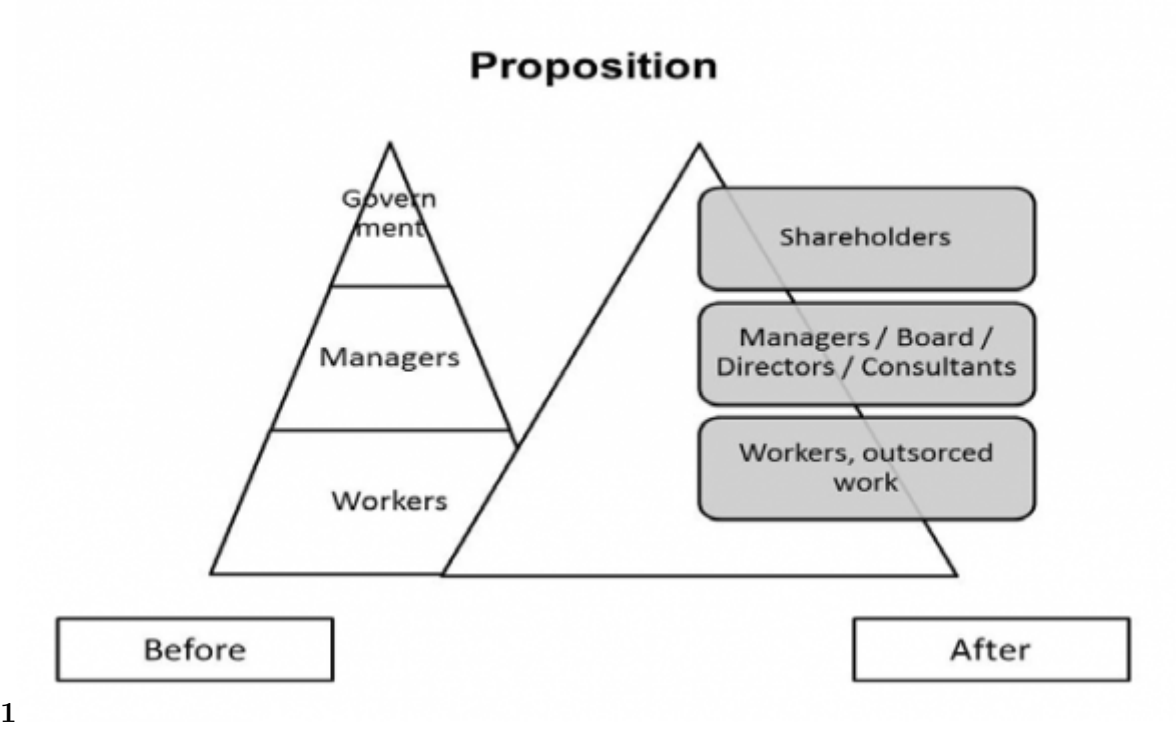 Proposition
Govern
ment
Managers
Workers
Shareholders
Managers / Board /
Directors / Consultants
Workers, outsorced
work
Before
After
1